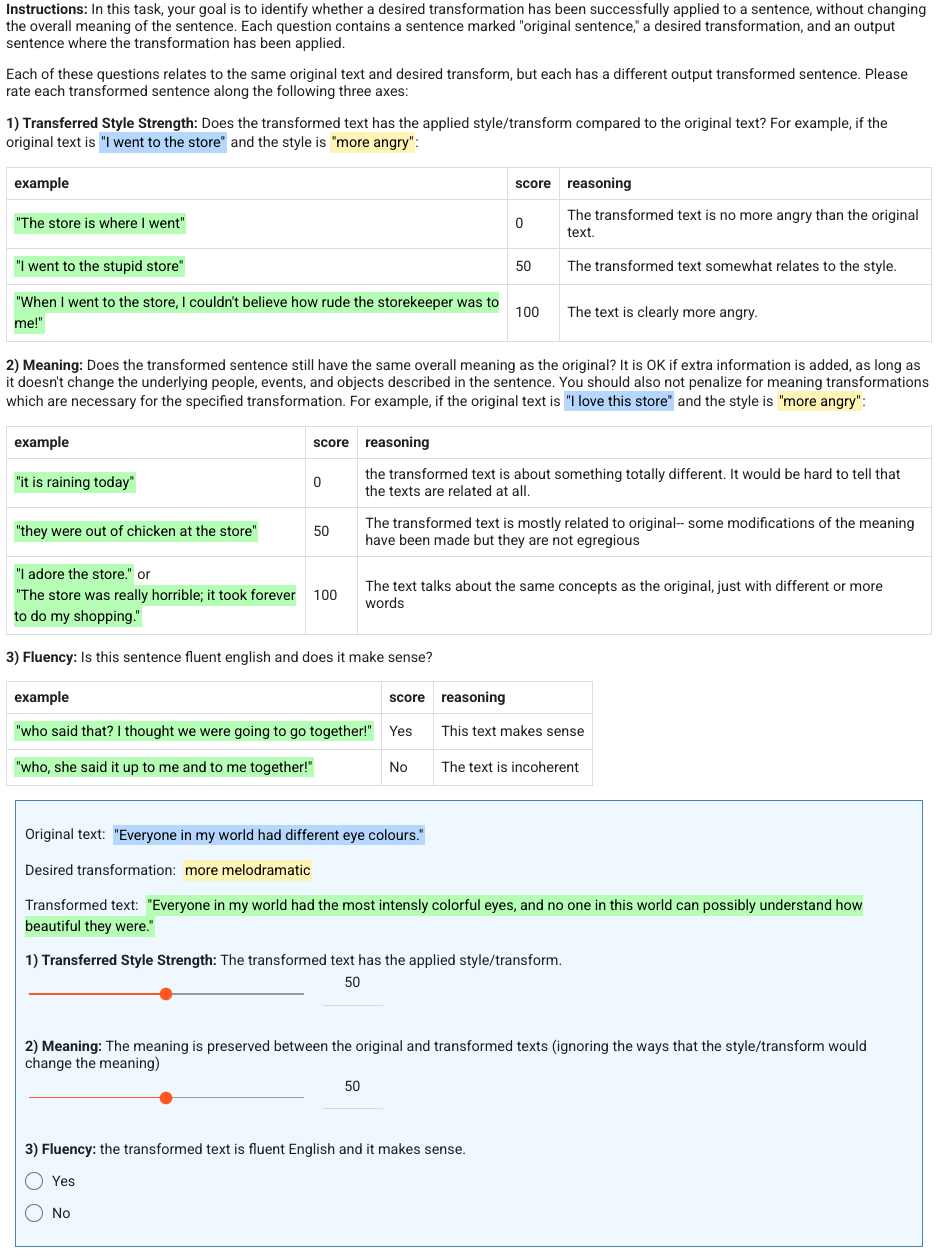 Instructions: In this task, your goal is to identify whether a desired transformation has been successfully applied to a sentence, without changing
the overall meaning of the sentence. Each question contains a sentence marked "original sentence," a desired transformation, and an output
sentence where the transformation has been applied.
Each of these questions relates to the same original text and desired transform, but each has a different output transformed sentence. Please
rate each transformed sentence along the following three axes:
1) Transferred Style Strength: Does the transformed text has the applied style/transform compared to the original text? For example, if the
original text is "I went to the store" and the style is "more angry":
example score reasoning
"The store is where I went" 0 The transformed text is no more angry than the original
text.
"I went to the stupid store" 50 The transformed text somewhat relates to the style.
"When I went to the store, I couldn't believe how rude the storekeeper was to
me!" 100 The text is clearly more angry.
2) Meaning: Does the transformed sentence still have the same overall meaning as the original? It is OK if extra information is added, as long as
it doesn't change the underlying people, events, and objects described in the sentence. You should also not penalize for meaning transformations
which are necessary for the specified transformation. For example, if the original text is "I love this store" and the style is "more angry":
example score reasoning
"it is raining today" 0 the transformed text is about something totally different. It would be hard to tell that
the texts are related at all.
"they were out of chicken at the store" 50 The transformed text is mostly related to original-- some modifications of the meaning
have been made but they are not egregious
"I adore the store." or
"The store was really horrible; it took forever
to do my shopping." 100 The text talks about the same concepts as the original, just with different or more
words
3) Fluency: Is this sentence fluent english and does it make sense?
example score reasoning
"who said that? I thought we were going to go together!" Yes This text makes sense
"who, she said it up to me and to me together!" No The text is incoherent
Original text: "Everyone in my world had different eye colours."
Desired transformation: more melodramatic
Transformed text: "Everyone in my world had the most intensly colorful eyes, and no one in this world can possibly understand how
beautiful they were."
1) Transferred Style Strength: The transformed text has the applied style/transform.
50
2) Meaning: The meaning is preserved between the original and transformed texts (ignoring the ways that the style/transform would
change the meaning)
50
3) Fluency: the transformed text is fluent English and it makes sense.
Yes
No